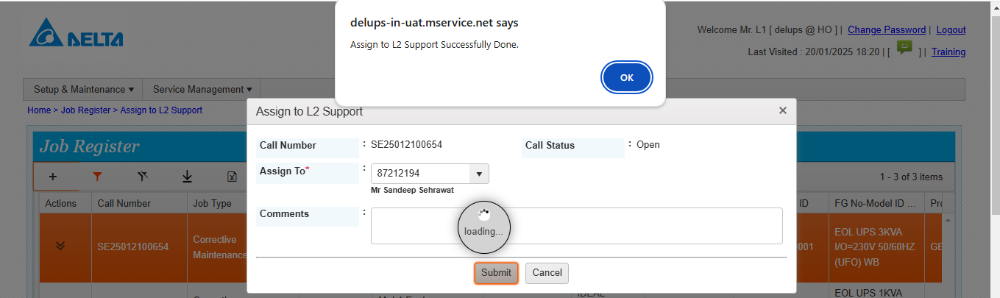 delups-in-uat.mservice.net says
Assign to L2 Support Successfully Done.
OK
DELTA
Welcome Mr. L1 [ delups @ HO ] | Change Password | Logout
Last Visited : 20/01/2025 18:20 | [ ] | Training
Setup & Maintenance Service Management
Home > Job Register > Assign to L2 Support
Assign to L2 Support ×
Call Number : SE25012100654 Call Status : Open
Assign To* : 87212194
Mr Sandeep Sehrawat
Comments :
loading...
Submit Cancel
Job Register
1 - 3 of 3 items
Actions Call Number Job Type ID FG No-Model ID ...
SE25012100654 Corrective Maintenance 001 EOL UPS 3KVA I/O=230V 50/60HZ (UFO) WB GE
IDEAL EOL UPS 1KVA